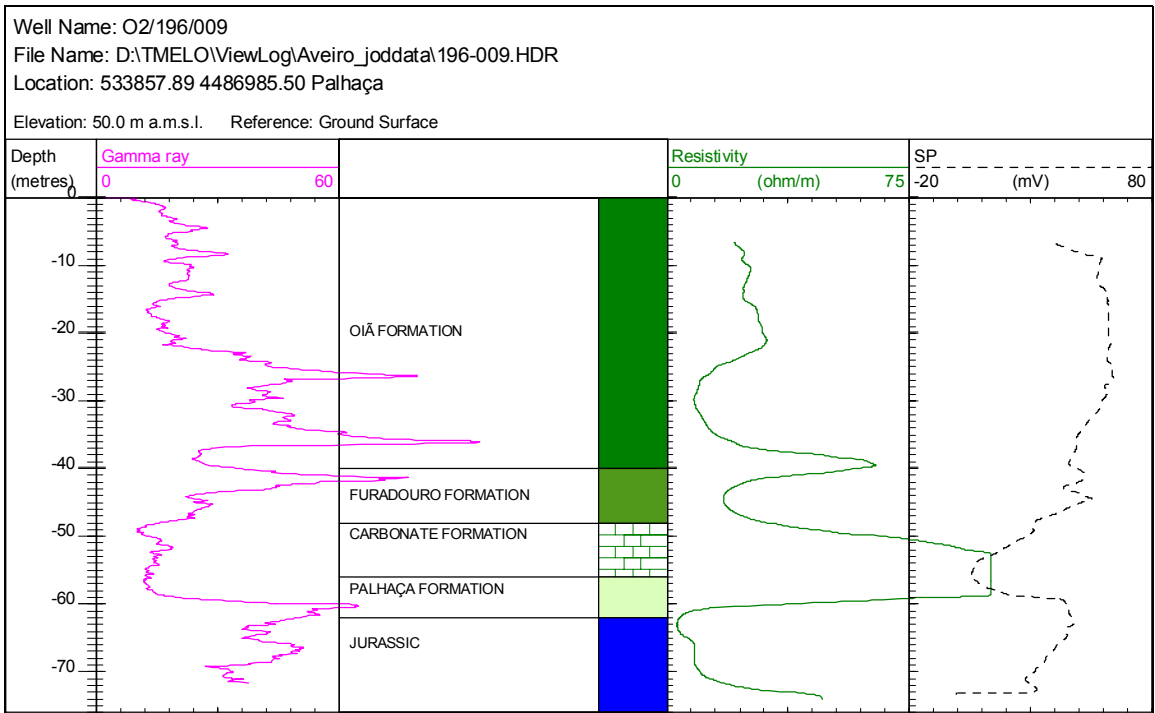 Well Name: O2/196/009
File Name: D:\TMELO\ViewLog\Aveiro_joddata\196-009.HDR
Location: 533857.89 4486985.50 Palhaça
Elevation: 50.0 m a.m.s.l. Reference: Ground Surface
Depth Gamma ray Resistivity SP
(metres) 0 60 0 (ohm/m) 75 -20 (mV) 80
0
-10
-20
OIÃ FORMATION
-30
-40
FURADOURO FORMATION
-50
CARBONATE FORMATION
PALHAÇA FORMATION
-60
JURASSIC
-70